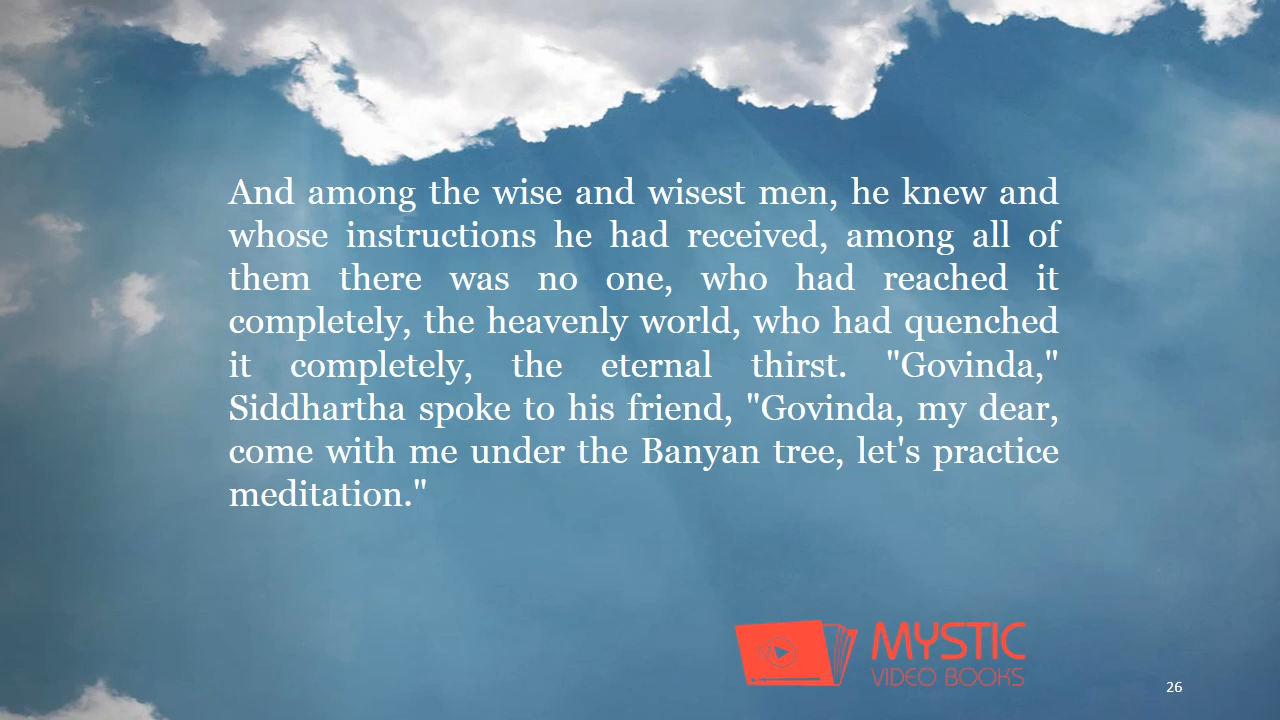 And among the wise and wisest men, he knew and
whose instructions he had received, among all of
them there was no one, who had reached it
completely, the heavenly world, who had quenched
it completely, the eternal thirst. "Govinda,"
Siddhartha spoke to his friend, "Govinda, my dear,
come with me under the Banyan tree, let's practice
meditation."
MYSTIC
VIDEO BOOKS
26